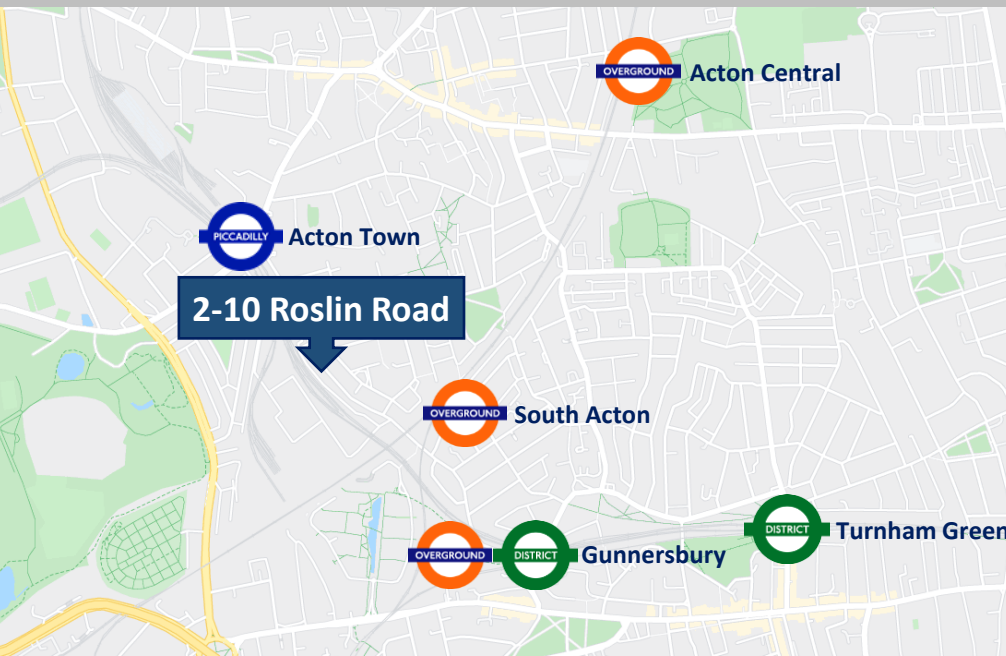 OVERGROUND Acton Central
PICCADILLY Acton Town
2-10 Roslin Road
OVERGROUND South Acton
DISTRICT Turnham Green
OVERGROUND DISTRICT Gunnersbury